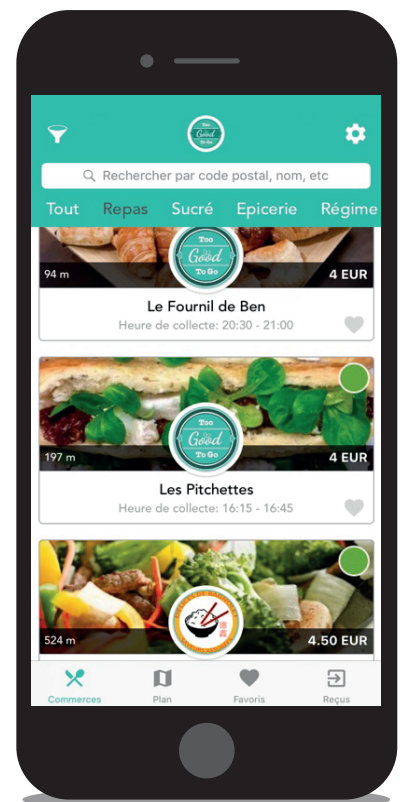 Too
Good
To Go
Rechercher par code postal, nom, etc
Tout Repas Sucré Epicerie Régime
Too
Good
To Go
94 m 4 EUR
Le Fournil de Ben
Heure de collecte: 20:30 - 21:00
Too
Good
To Go
197 m 4 EUR
Les Pitchettes
Heure de collecte: 16:15 - 16:45
524 m 4.50 EUR
Commerces Plan Favoris Reçus